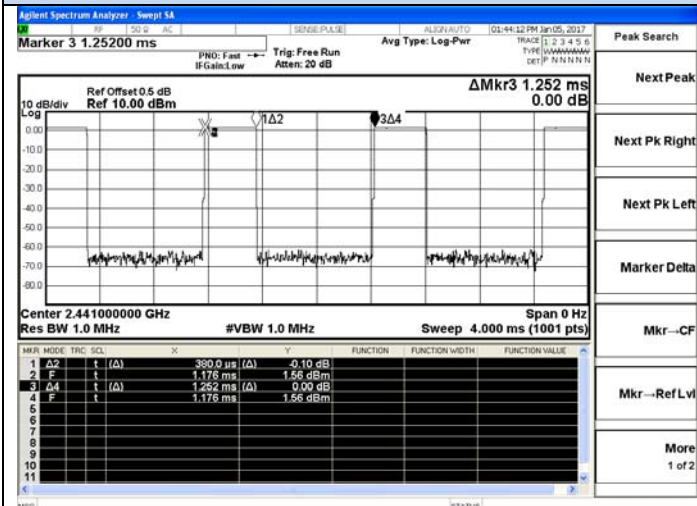 Agilent Spectrum Analyzer - Swept SA
RF 50 Ω AC SENSE:PULSE ALIGN AUTO 01:44:12 PM Jan 05, 2017
Marker 3 1.25200 ms
PNO: Fast Trig: Free Run Avg Type: Log-Pwr TRACE 1 2 3 4 5 6
IFGain:Low Atten: 20 dB TYPE
DET P N N N N N
Peak Search
Ref Offset 0.5 dB ΔMkr3 1.252 ms
10 dB/div Ref 10.00 dBm 0.00 dB
Log
1Δ2 3Δ4
0.00
-10.0
-20.0
-30.0
-40.0
-50.0
-60.0
-70.0
-80.0
Center 2.441000000 GHz Span 0 Hz
Res BW 1.0 MHz #VBW 1.0 MHz Sweep 4.000 ms (1001 pts)
MKR MODE TRC SCL X Y FUNCTION FUNCTION WIDTH FUNCTION VALUE
1 Δ2 t (Δ) 380.0 µs (Δ) -0.10 dB
2 F t 1.176 ms 1.56 dBm
3 Δ4 t (Δ) 1.252 ms (Δ) 0.00 dB
4 F t 1.176 ms 1.56 dBm
5
6
7
8
9
10
11
Next Peak
Next Pk Right
Next Pk Left
Marker Delta
Mkr→CF
Mkr→Ref Lvl
More
1 of 2
MSG STATUS